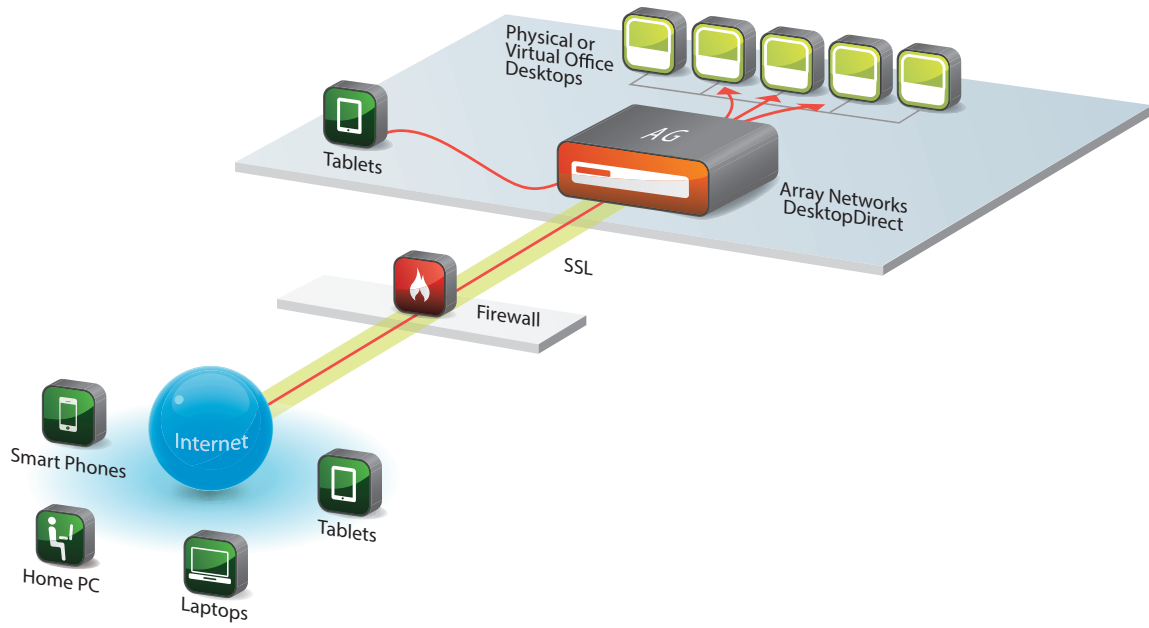 Physical or
Virtual Office
Desktops
AG
Tablets
Array Networks
DesktopDirect
SSL
Firewall
Internet
Smart Phones
Tablets
Home PC
Laptops